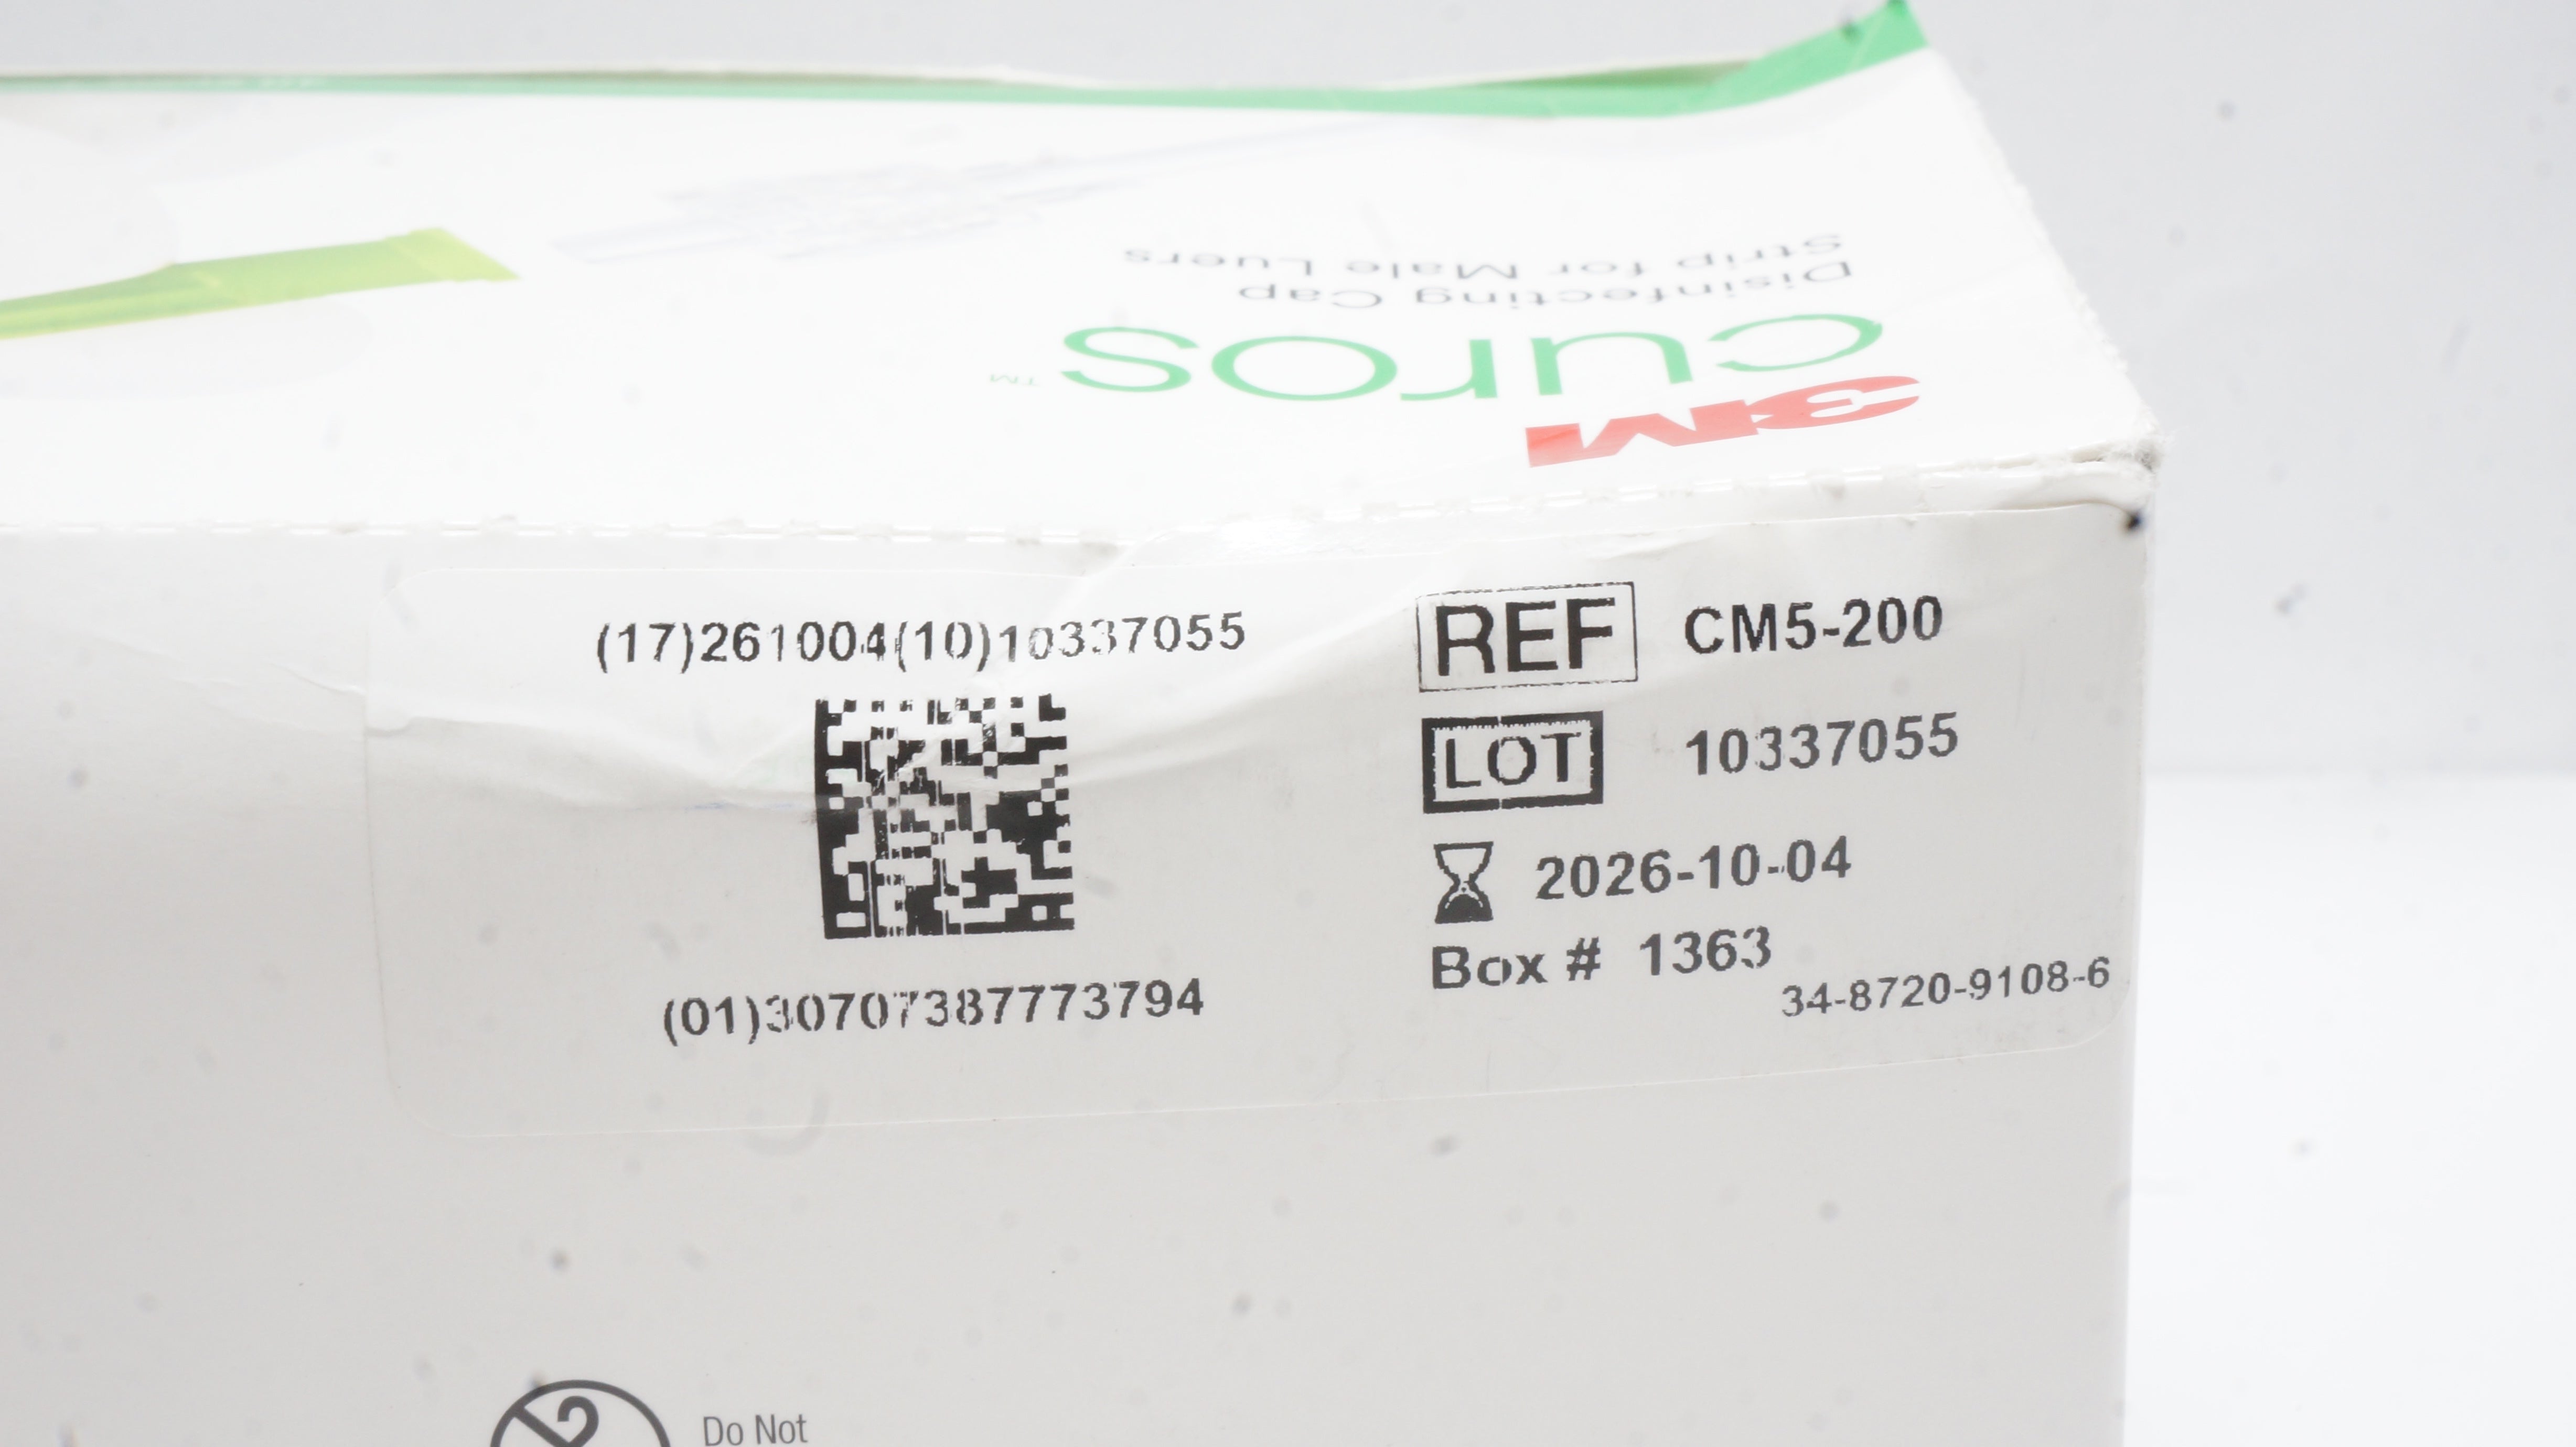 3M
curos™
Disinfecting Cap
Strip for Male Luers
(17)261004(10)10337055
(01)30707387773794
REF CM5-200
LOT 10337055
2026-10-04
Box # 1363
34-8720-9108-6
2
Do Not